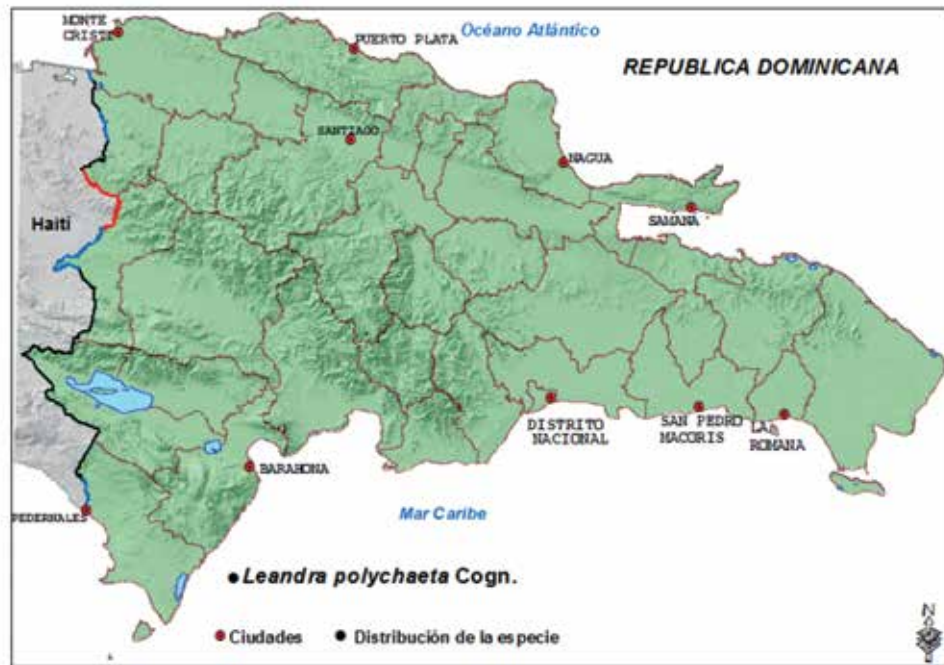 MONTE
CRISTI
PUERTO PLATA
Océano Atlántico
REPUBLICA DOMINICANA
SANTIAGO
NAGUA
Haití
SAMANA
DISTRITO
NACIONAL
SAN PEDRO
MACORIS
LA
ROMANA
BARAHONA
PEDERNALES
Mar Caribe
Leandra polychaeta Cogn.
Ciudades
Distribución de la especie